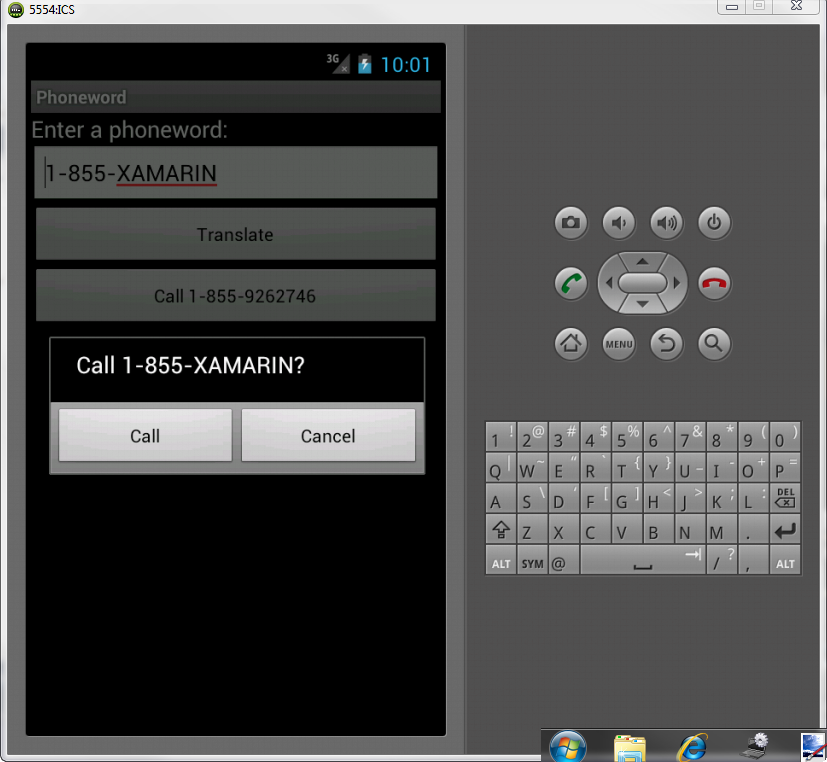 5554:ICS
3G 10:01
Phoneword
Enter a phoneword:
1-855-XAMARIN
Translate
Call 1-855-9262746
Call 1-855-XAMARIN?
Call Cancel
MENU
1 ! 2 @ 3 # 4 $ 5 % 6 ^ 7 & 8 * 9 ( 0 )
Q | W ~ E " R ` T { Y } U _ I - O + P =
A S \ D ' F [ G ] H < J > K ; L : DEL
Z X C V B N M .
ALT SYM @ / ? , ALT